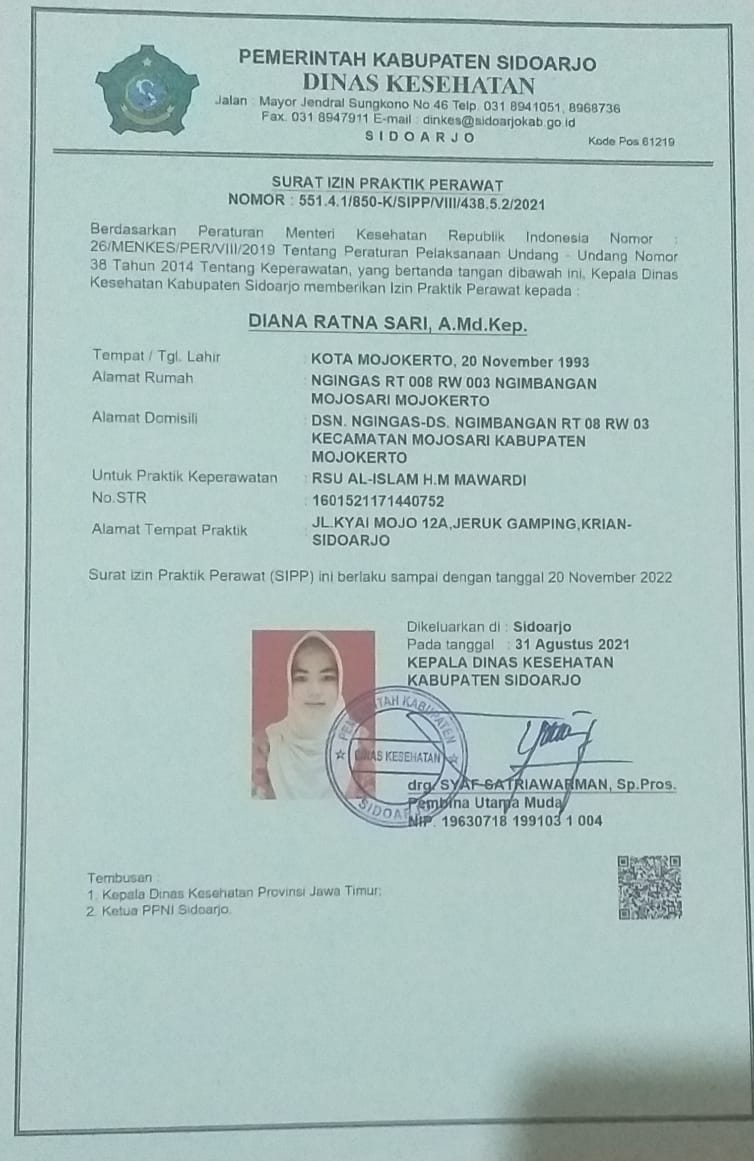 PEMERINTAH KABUPATEN SIDOARJO
DINAS KESEHATAN
Jalan : Mayor Jendral Sungkono No 46 Telp. 031 8941051, 8968736
Fax. 031 8947911 E-mail : dinkes@sidoarjokab.go.id
SIDOARJO
Kode Pos 61219
SURAT IZIN PRAKTIK PERAWAT
NOMOR : 551.4.1/850-K/SIPP/VIII/438.5.2/2021
Berdasarkan Peraturan Menteri Kesehatan Republik Indonesia Nomor :
26/MENKES/PER/VIII/2019 Tentang Peraturan Pelaksanaan Undang - Undang Nomor
38 Tahun 2014 Tentang Keperawatan, yang bertanda tangan dibawah ini, Kepala Dinas
Kesehatan Kabupaten Sidoarjo memberikan Izin Praktik Perawat kepada :
DIANA RATNA SARI, A.Md.Kep.
Tempat / Tgl. Lahir : KOTA MOJOKERTO, 20 November 1993
Alamat Rumah : NGINGAS RT 008 RW 003 NGIMBANGAN
MOJOSARI MOJOKERTO
Alamat Domisili : DSN. NGINGAS-DS. NGIMBANGAN RT 08 RW 03
KECAMATAN MOJOSARI KABUPATEN
MOJOKERTO
Untuk Praktik Keperawatan : RSU AL-ISLAM H.M MAWARDI
No.STR : 1601521171440752
Alamat Tempat Praktik : JL.KYAI MOJO 12A,JERUK GAMPING,KRIAN-
SIDOARJO
Surat izin Praktik Perawat (SIPP) ini berlaku sampai dengan tanggal 20 November 2022
Dikeluarkan di : Sidoarjo
Pada tanggal : 31 Agustus 2021
KEPALA DINAS KESEHATAN
KABUPATEN SIDOARJO
PEMERINTAH KABUPATEN
DINAS KESEHATAN
SIDOARJO
drg. SYAF SATRIAWARMAN, Sp.Pros.
Pembina Utama Muda
NIP. 19630718 199103 1 004
Tembusan :
1. Kepala Dinas Kesehatan Provinsi Jawa Timur;
2. Ketua PPNI Sidoarjo.